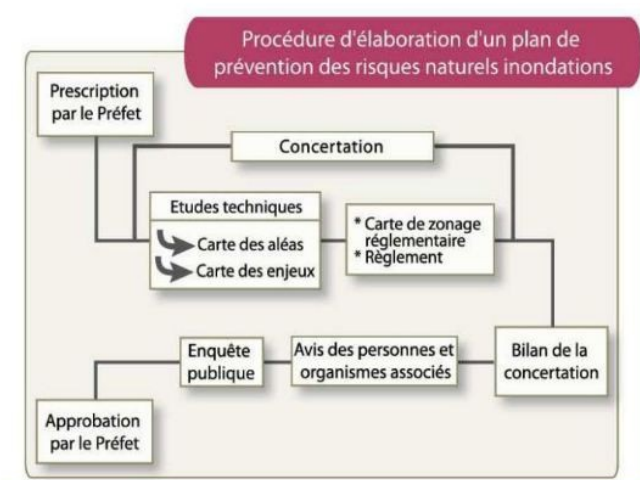 Procédure d'élaboration d'un plan de
prévention des risques naturels inondations
Prescription
par le Préfet
Concertation
Etudes techniques
Carte des aléas
Carte des enjeux
* Carte de zonage
réglementaire
* Règlement
Bilan de la
concertation
Avis des personnes et
organismes associés
Enquête
publique
Approbation
par le Préfet